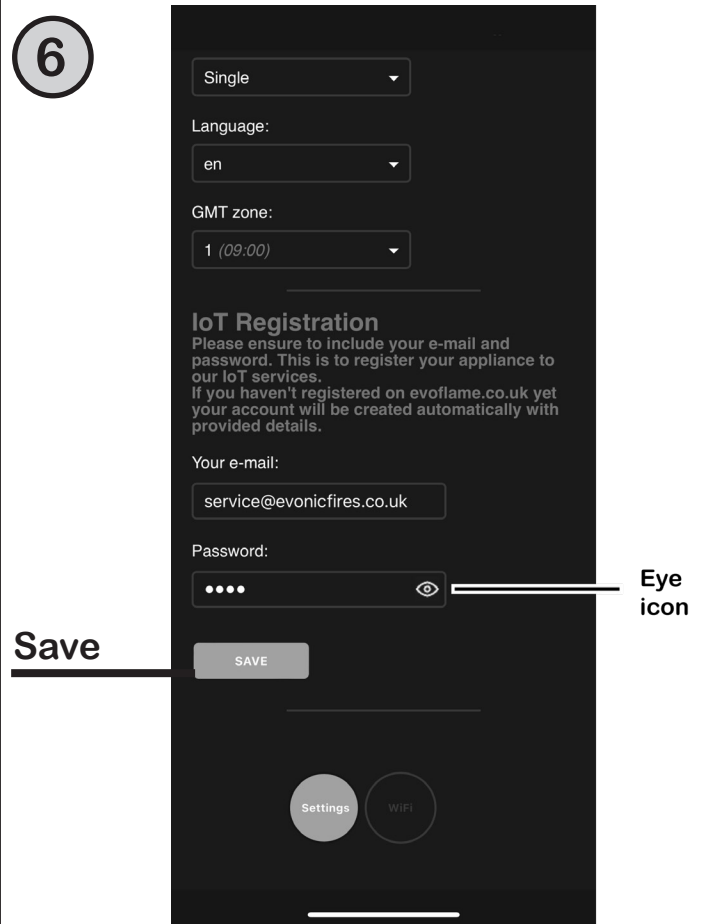 6
Single
Language:
en
GMT zone:
1 (09:00)
IoT Registration
Please ensure to include your e-mail and
password. This is to register your appliance to
our IoT services.
If you haven't registered on evoflame.co.uk yet
your account will be created automatically with
provided details.
Your e-mail:
service@evonicfires.co.uk
Password:
••••
Eye
icon
Save
SAVE
Settings
WiFi